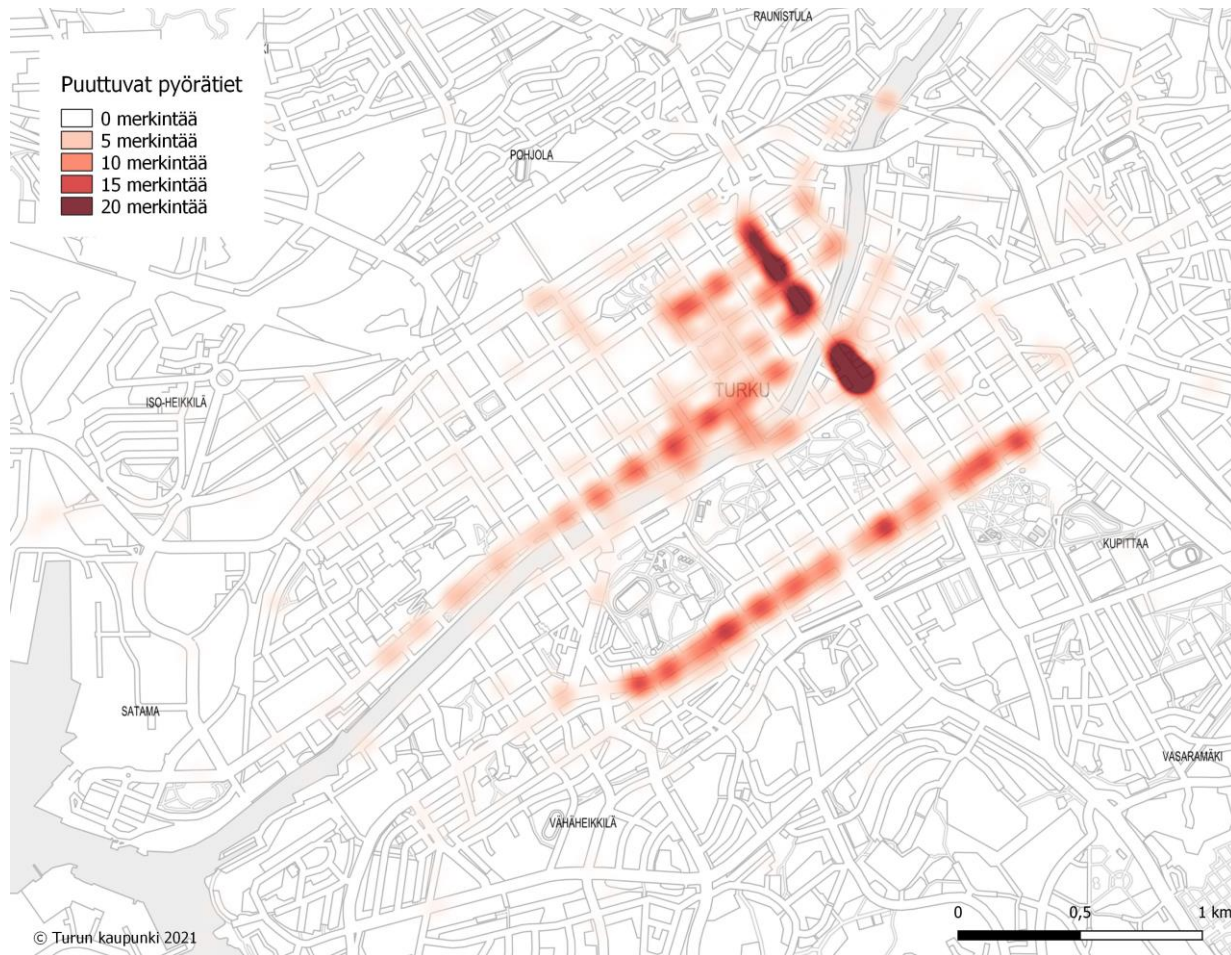 RAUNISTULA
KI
Puuttuvat pyörätiet
0 merkintää
5 merkintää
10 merkintää
15 merkintää
20 merkintää
POHJOLA
TURKU
ISO-HEIKKILÄ
KUPITTAA
SATAMA
VASARAMÄKI
VÄHÄHEIKKILÄ
0 0,5 1 km
© Turun kaupunki 2021